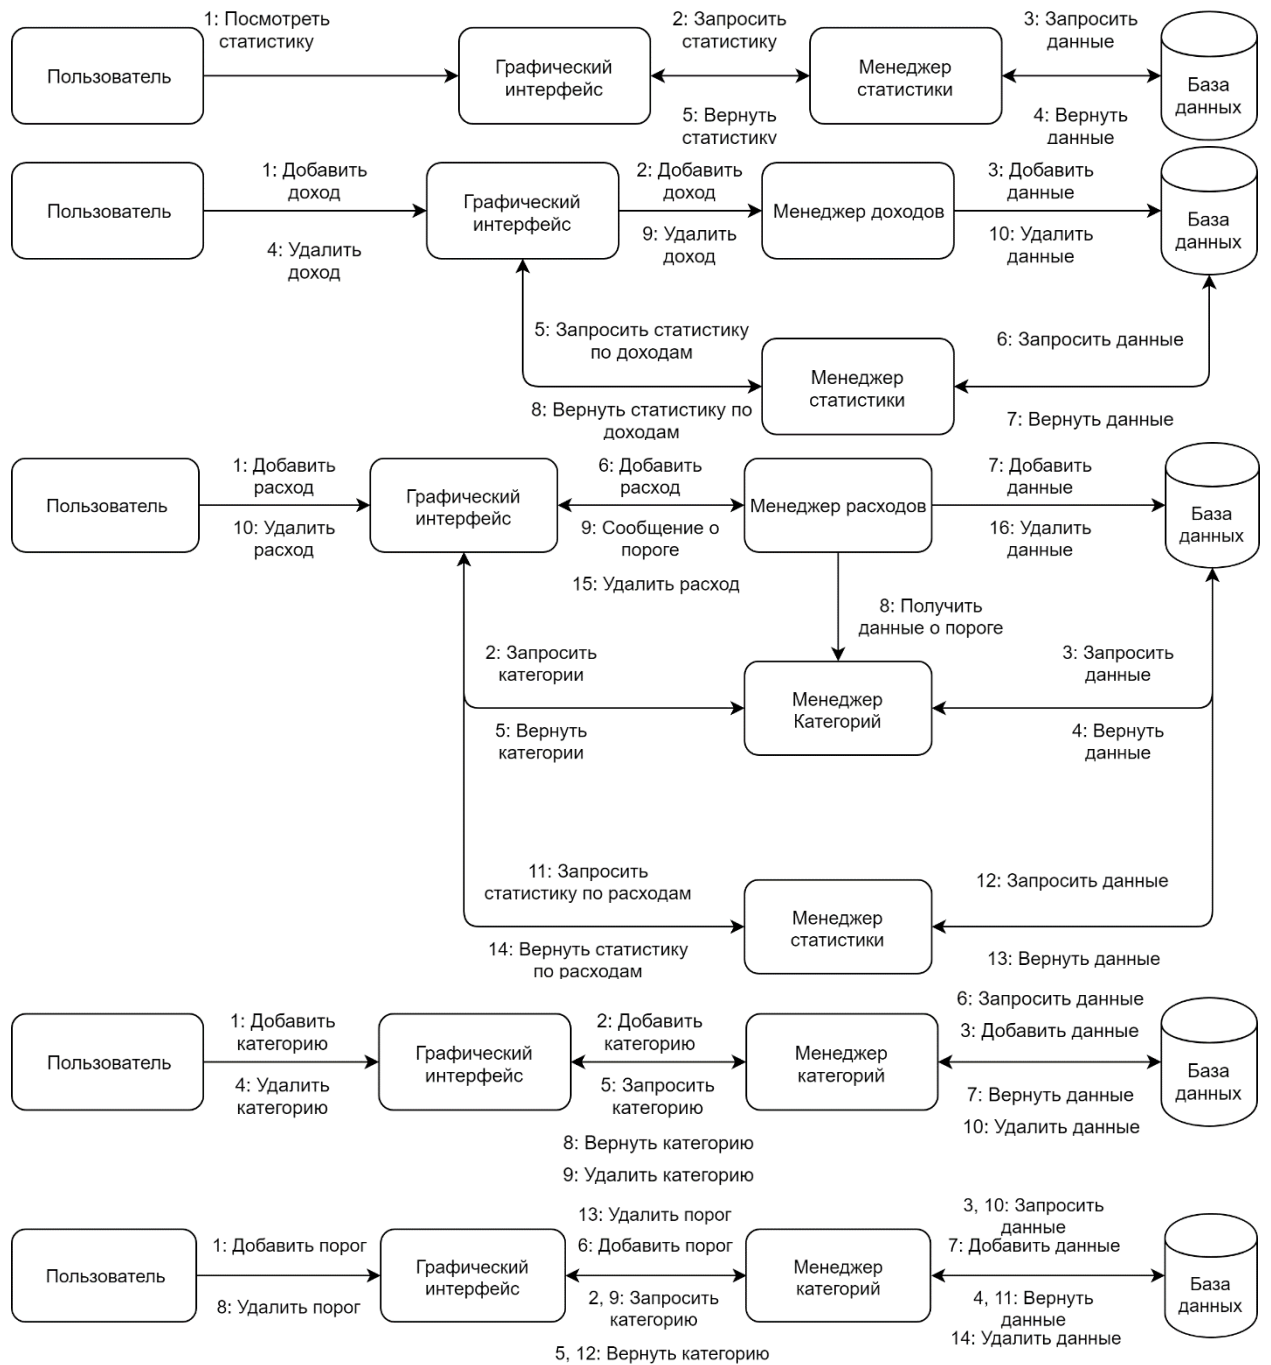 1: Посмотреть
статистику
2: Запросить
статистику
3: Запросить
данные
Пользователь
Графический
интерфейс
Менеджер
статистики
База
данных
5: Вернуть
статистику
4: Вернуть
данные
1: Добавить
доход
2: Добавить
доход
3: Добавить
данные
Пользователь
Графический
интерфейс
Менеджер доходов
База
данных
4: Удалить
доход
9: Удалить
доход
10: Удалить
данные
5: Запросить статистику
по доходам
6: Запросить данные
Менеджер
статистики
8: Вернуть статистику по
доходам
7: Вернуть данные
1: Добавить
расход
6: Добавить
расход
7: Добавить
данные
Пользователь
Графический
интерфейс
Менеджер расходов
База
данных
10: Удалить
расход
9: Сообщение о
пороге
16: Удалить
данные
15: Удалить расход
8: Получить
данные о пороге
2: Запросить
категории
3: Запросить
данные
Менеджер
Категорий
5: Вернуть
категории
4: Вернуть
данные
11: Запросить
статистику по расходам
12: Запросить данные
Менеджер
статистики
14: Вернуть статистику
по расходам
13: Вернуть данные
6: Запросить данные
1: Добавить
категорию
2: Добавить
категорию
3: Добавить данные
Пользователь
Графический
интерфейс
Менеджер
категорий
База
данных
4: Удалить
категорию
5: Запросить
категорию
7: Вернуть данные
10: Удалить данные
8: Вернуть категорию
9: Удалить категорию
13: Удалить порог
3, 10: Запросить
данные
1: Добавить порог
6: Добавить порог
7: Добавить данные
Пользователь
Графический
интерфейс
Менеджер
категорий
База
данных
8: Удалить порог
2, 9: Запросить
категорию
4, 11: Вернуть
данные
14: Удалить данные
5, 12: Вернуть категорию